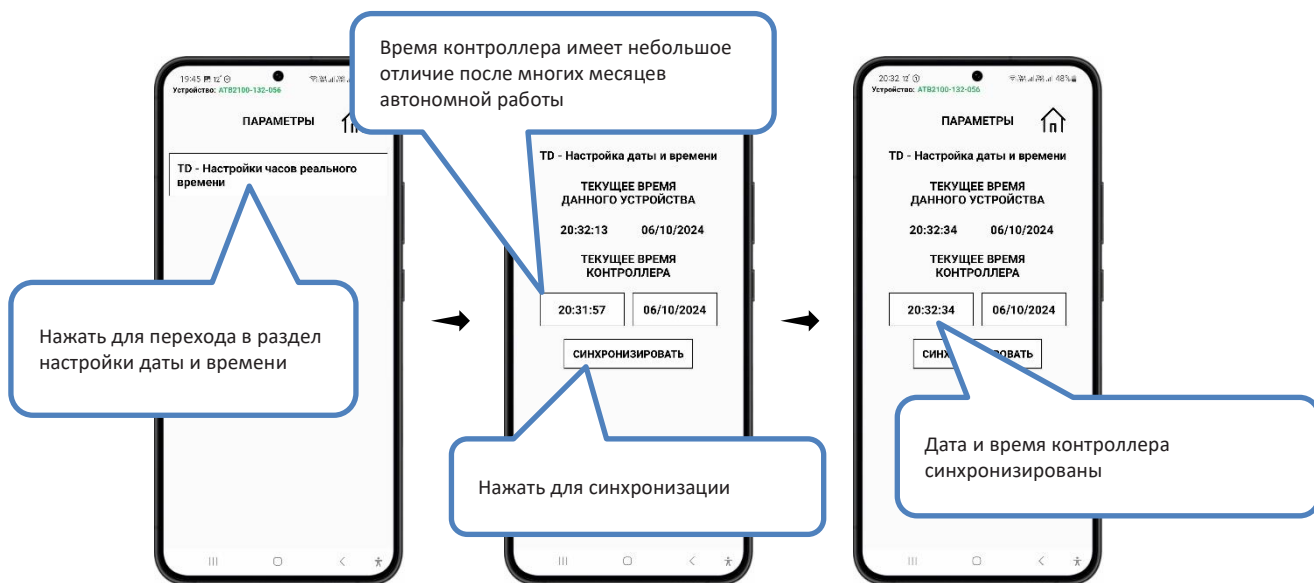 Время контроллера имеет небольшое
отличие после многих месяцев
автономной работы
19:45
Устройство: ATB2100-132-056
ПАРАМЕТРЫ
TD - Настройки часов реального
времени
Нажать для перехода в раздел
настройки даты и времени
TD - Настройка даты и времени
ТЕКУЩЕЕ ВРЕМЯ
ДАННОГО УСТРОЙСТВА
20:32:13 06/10/2024
ТЕКУЩЕЕ ВРЕМЯ
КОНТРОЛЛЕРА
20:31:57 06/10/2024
СИНХРОНИЗИРОВАТЬ
Нажать для синхронизации
20:32 12° 48%
Устройство: ATB2100-132-056
ПАРАМЕТРЫ
TD - Настройка даты и времени
ТЕКУЩЕЕ ВРЕМЯ
ДАННОГО УСТРОЙСТВА
20:32:34 06/10/2024
ТЕКУЩЕЕ ВРЕМЯ
КОНТРОЛЛЕРА
20:32:34 06/10/2024
Дата и время контроллера
синхронизированы